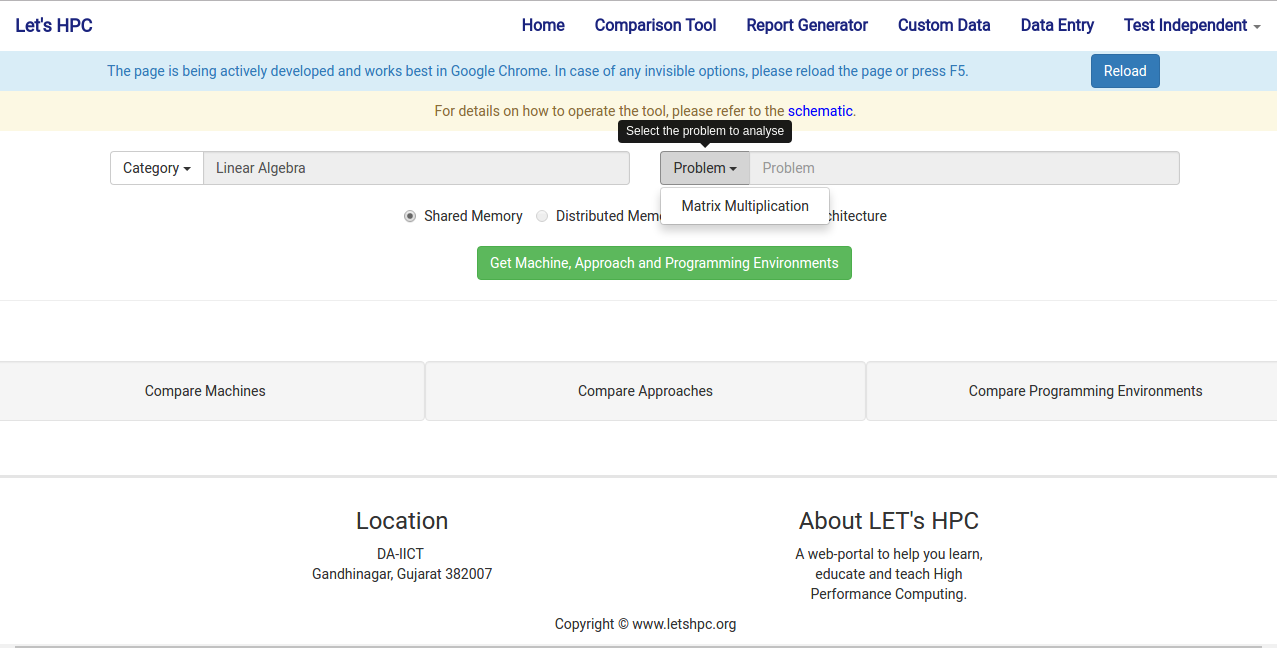 Let's HPC
Home
Comparison Tool
Report Generator
Custom Data
Data Entry
Test Independent
The page is being actively developed and works best in Google Chrome. In case of any invisible options, please reload the page or press F5.
Reload
For details on how to operate the tool, please refer to the schematic.
Select the problem to analyse
Category
Linear Algebra
Problem
Problem
Matrix Multiplication
Shared Memory
Distributed
Get Machine, Approach and Programming Environments
Compare Machines
Compare Approaches
Compare Programming Environments
Location
DA-IICT
Gandhinagar, Gujarat 382007
About LET's HPC
A web-portal to help you learn,
educate and teach High
Performance Computing.
Copyright © www.letshpc.org